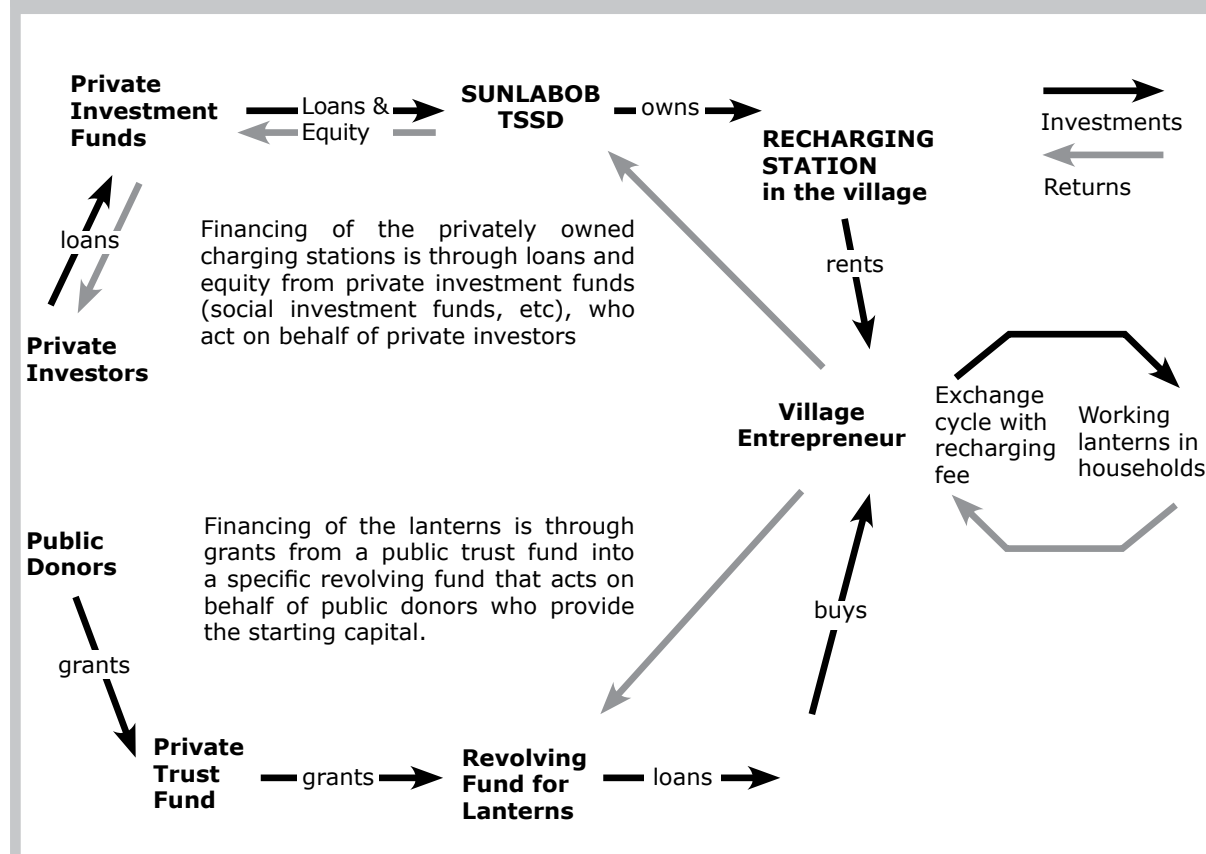 Private
Investment
Funds
Loans &
Equity
SUNLABOB
TSSD
owns
RECHARGING
STATION
in the village
Investments
Returns
loans
Financing of the privately owned
charging stations is through loans and
equity from private investment funds
(social investment funds, etc), who
act on behalf of private investors
rents
Private
Investors
Village
Entrepreneur
Exchange
cycle with
recharging
fee
Working
lanterns in
households
Public
Donors
Financing of the lanterns is through
grants from a public trust fund into
a specific revolving fund that acts on
behalf of public donors who provide
the starting capital.
buys
grants
Private
Trust
Fund
grants
Revolving
Fund for
Lanterns
loans